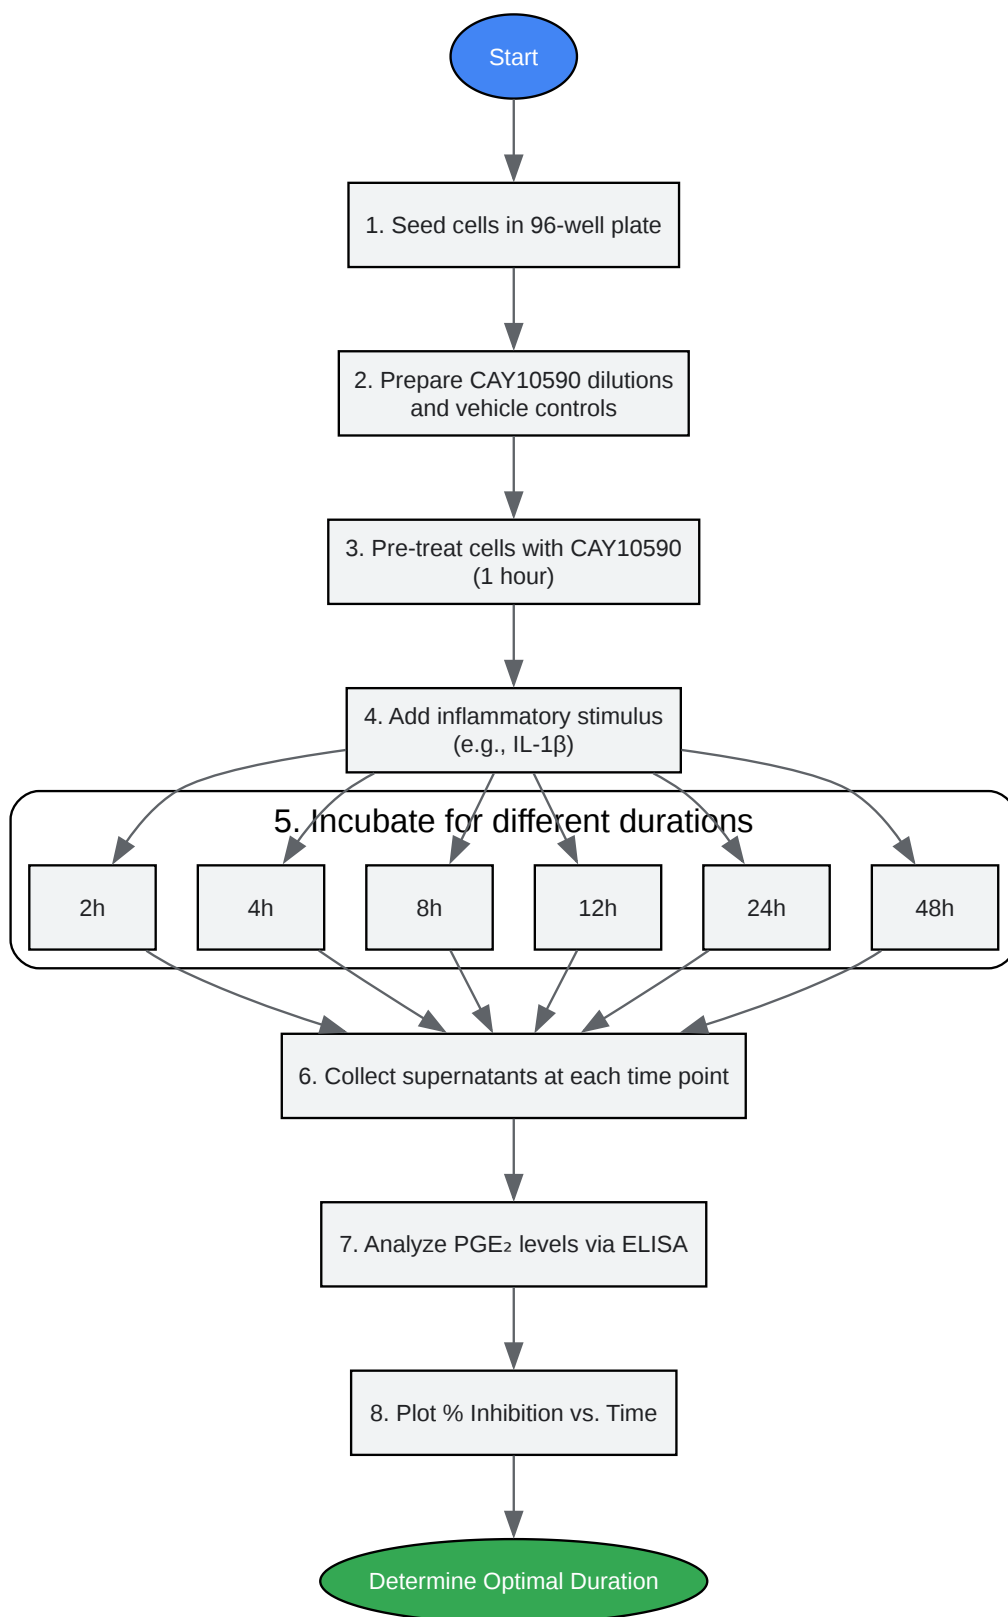 Start
1. Seed cells in 96-well plate
2. Prepare CAY10590 dilutions
and vehicle controls
3. Pre-treat cells with CAY10590
(1 hour)
4. Add inflammatory stimulus
(e.g., IL-1β)
5. Incubate for different durations
2h
4h
8h
12h
24h
48h
6. Collect supernatants at each time point
7. Analyze PGE₂ levels via ELISA
8. Plot % Inhibition vs. Time
Determine Optimal Duration